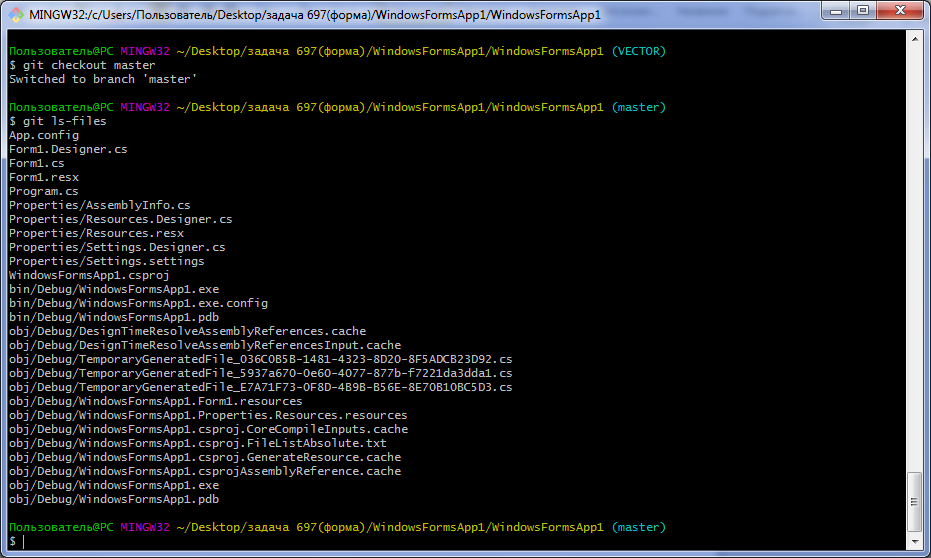 MINGW32:/c/Users/Пользователь/Desktop/задача 697(форма)/WindowsFormsApp1/WindowsFormsApp1
Пользователь@PC MINGW32 ~/Desktop/задача 697(форма)/WindowsFormsApp1/WindowsFormsApp1 (VECTOR)
$ git checkout master
Switched to branch 'master'
Пользователь@PC MINGW32 ~/Desktop/задача 697(форма)/WindowsFormsApp1/WindowsFormsApp1 (master)
$ git ls-files
App.config
Form1.Designer.cs
Form1.cs
Form1.resx
Program.cs
Properties/AssemblyInfo.cs
Properties/Resources.Designer.cs
Properties/Resources.resx
Properties/Settings.Designer.cs
Properties/Settings.settings
WindowsFormsApp1.csproj
bin/Debug/WindowsFormsApp1.exe
bin/Debug/WindowsFormsApp1.exe.config
bin/Debug/WindowsFormsApp1.pdb
obj/Debug/DesignTimeResolveAssemblyReferences.cache
obj/Debug/DesignTimeResolveAssemblyReferencesInput.cache
obj/Debug/TemporaryGeneratedFile_036C0B5B-1481-4323-8D20-8F5ADCB23D92.cs
obj/Debug/TemporaryGeneratedFile_5937a670-0e60-4077-877b-f7221da3dda1.cs
obj/Debug/TemporaryGeneratedFile_E7A71F73-0F8D-4B9B-B56E-8E70B10BC5D3.cs
obj/Debug/WindowsFormsApp1.Form1.resources
obj/Debug/WindowsFormsApp1.Properties.Resources.resources
obj/Debug/WindowsFormsApp1.csproj.CoreCompileInputs.cache
obj/Debug/WindowsFormsApp1.csproj.FileListAbsolute.txt
obj/Debug/WindowsFormsApp1.csproj.GenerateResource.cache
obj/Debug/WindowsFormsApp1.csprojAssemblyReference.cache
obj/Debug/WindowsFormsApp1.exe
obj/Debug/WindowsFormsApp1.pdb
Пользователь@PC MINGW32 ~/Desktop/задача 697(форма)/WindowsFormsApp1/WindowsFormsApp1 (master)
$